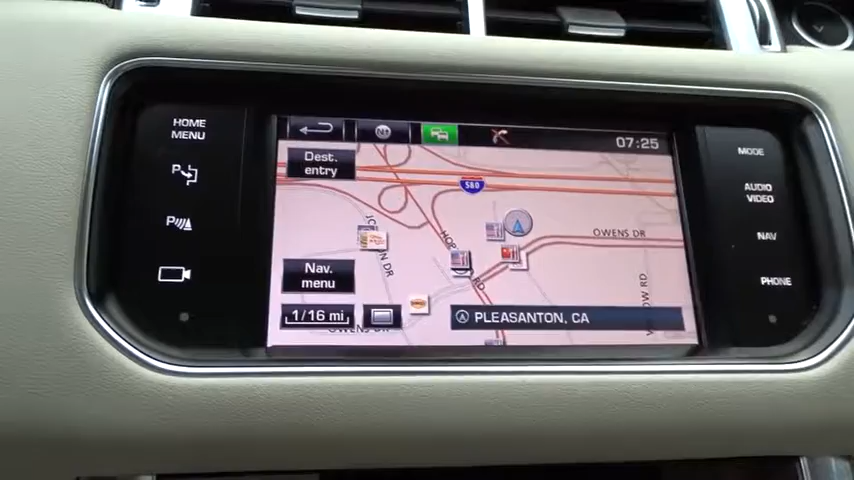 HOME
MENU
P
P
N
07:25
Dest.
entry
580
OWENS DR
Nav.
menu
1/16 mi
PLEASANTON, CA
MODE
AUDIO
VIDEO
NAV
PHONE